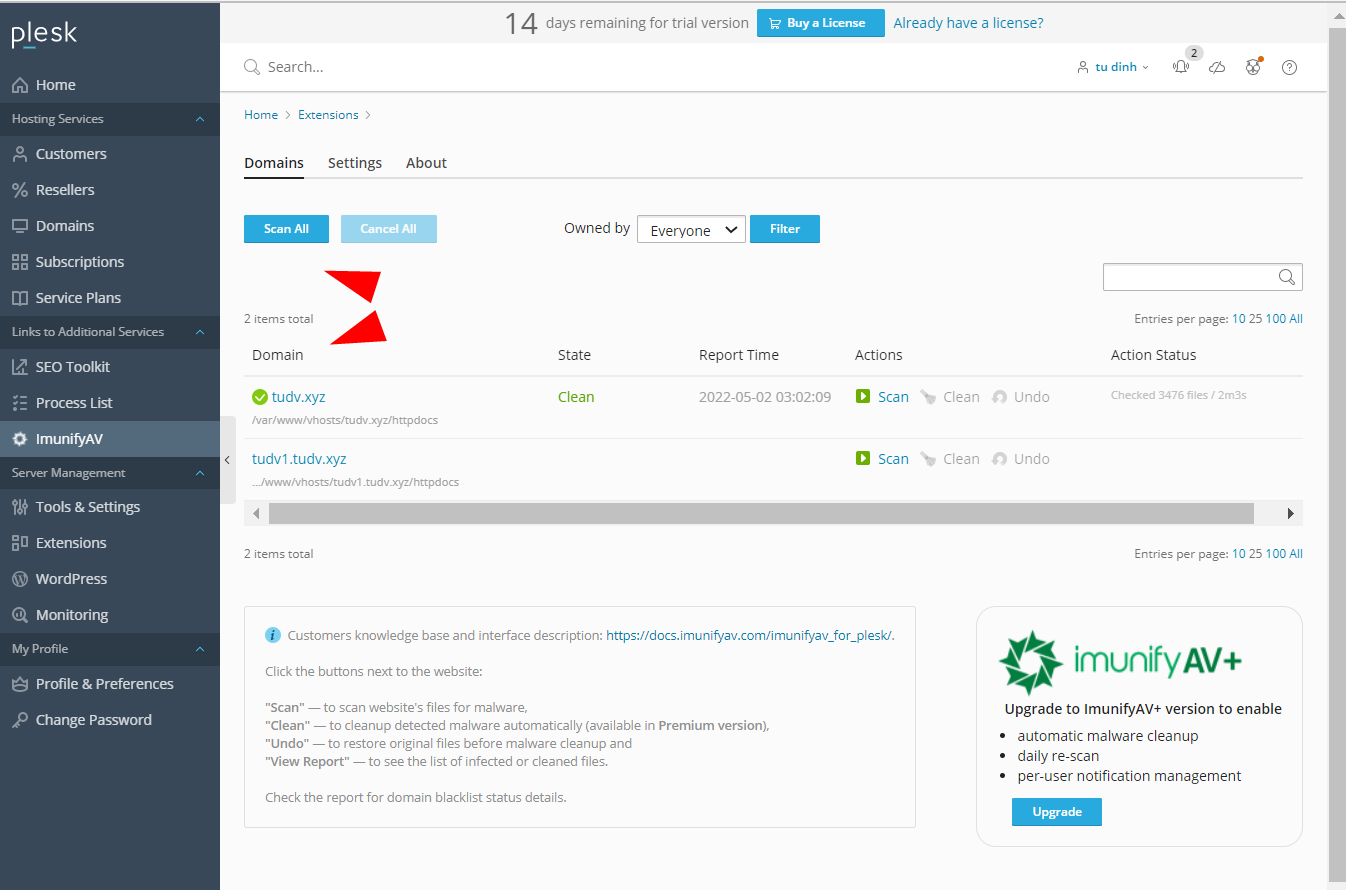 plesk
14 days remaining for trial version Buy a License Already have a license?
Search...
tu dinh
2
Home
Hosting Services
Customers
Resellers
Domains
Subscriptions
Service Plans
Links to Additional Services
SEO Toolkit
Process List
ImunifyAV
Server Management
Tools & Settings
Extensions
WordPress
Monitoring
My Profile
Profile & Preferences
Change Password
Home > Extensions >
Domains Settings About
Scan All Cancel All Owned by Everyone Filter
2 items total Entries per page: 10 25 100 All
Domain State Report Time Actions Action Status
tudv.xyz Clean 2022-05-02 03:02:09 Scan Clean Undo Checked 3476 files / 2m3s
/var/www/vhosts/tudv.xyz/httpdocs
tudv1.tudv.xyz Scan Clean Undo
.../www/vhosts/tudv1.tudv.xyz/httpdocs
2 items total Entries per page: 10 25 100 All
Customers knowledge base and interface description: https://docs.imunifyav.com/imunifyav_for_plesk/.
Click the buttons next to the website:
"Scan" — to scan website's files for malware,
"Clean" — to cleanup detected malware automatically (available in Premium version),
"Undo" — to restore original files before malware cleanup and
"View Report" — to see the list of infected or cleaned files.
Check the report for domain blacklist status details.
imunifyAV+
Upgrade to ImunifyAV+ version to enable
• automatic malware cleanup
• daily re-scan
• per-user notification management
Upgrade